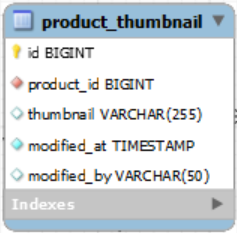 product_thumbnail
id BIGINT
product_id BIGINT
thumbnail VARCHAR(255)
modified_at TIMESTAMP
modified_by VARCHAR(50)
Indexes